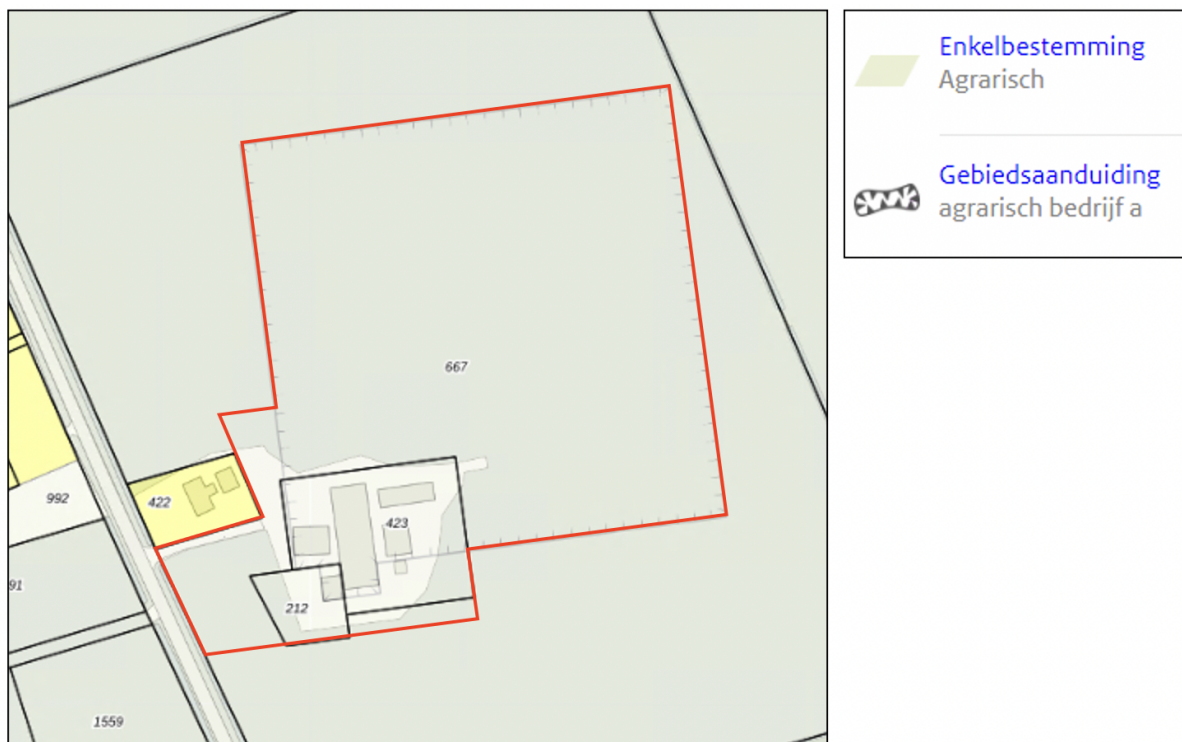 667
422
992
423
91
212
1559
Enkelbestemming
Agrarisch
Gebiedsaanduiding
agrarisch bedrijf a